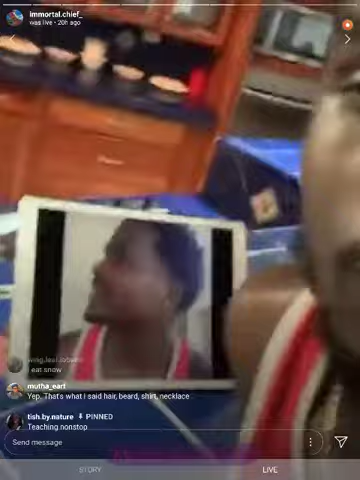 immortal.chief_
was live • 20h ago
I eat snow
mutha_eart
Yep. That's what I said hair, beard, shirt, necklace
tish.by.nature PINNED
Teaching nonstop
Send message
STORY
LIVE